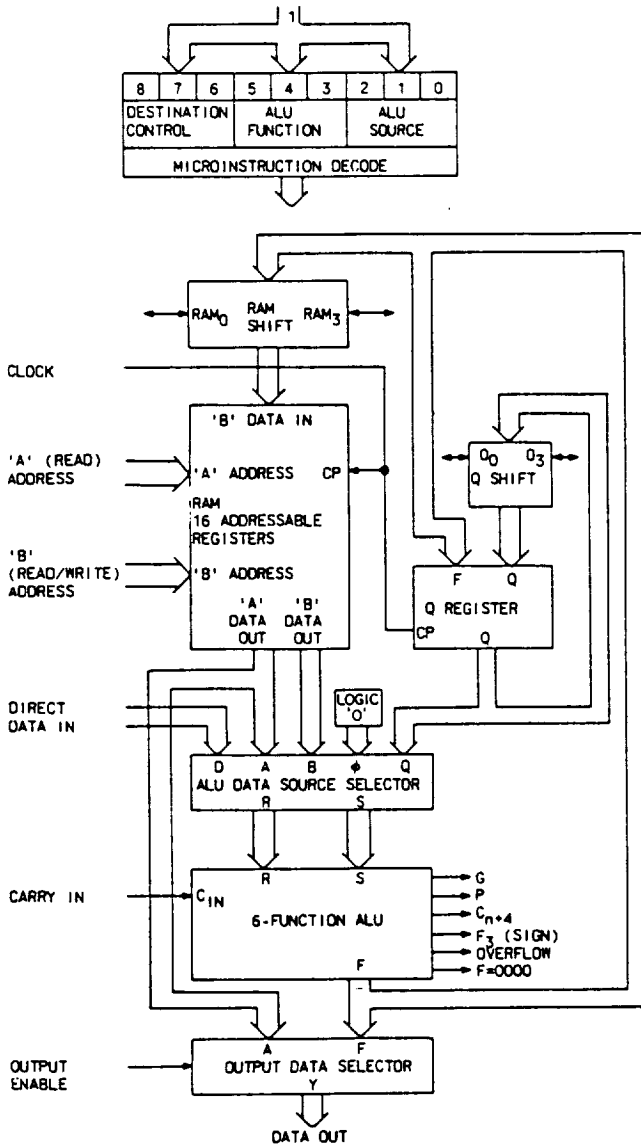 1
8 7 6 5 4 3 2 1 0
DESTINATION CONTROL
ALU FUNCTION
ALU SOURCE
MICROINSTRUCTION DECODE
RAM0 RAM SHIFT RAM3
CLOCK
'B' DATA IN
'A' (READ) ADDRESS
'A' ADDRESS
CP
RAM
16 ADDRESSABLE REGISTERS
'B' (READ/WRITE) ADDRESS
'B' ADDRESS
'A' DATA OUT
'B' DATA OUT
Q0 Q3
Q SHIFT
F Q
Q REGISTER
CP
Q
DIRECT DATA IN
LOGIC '0'
D A B φ Q
ALU DATA SOURCE SELECTOR
R S
R S
CARRY IN
CIN
6-FUNCTION ALU
F
G
P
Cn+4
F3 (SIGN)
OVERFLOW
F=0000
A F
OUTPUT ENABLE
OUTPUT DATA SELECTOR
Y
DATA OUT